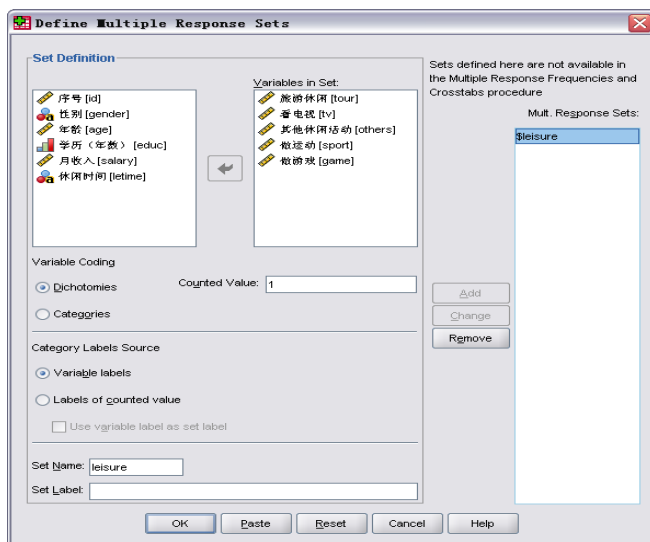 Define Multiple Response Sets
Set Definition
序号 [id]
性别 [gender]
年龄 [age]
学历（年数） [educ]
月收入 [salary]
休闲时间 [letime]
Variables in Set:
旅游休闲 [tour]
看电视 [tv]
其他休闲活动 [others]
做运动 [sport]
做游戏 [game]
Variable Coding
Dichotomies
Counted Value: 1
Categories
Category Labels Source
Variable labels
Labels of counted value
Use variable label as set label
Set Name: leisure
Set Label:
Sets defined here are not available in
the Multiple Response Frequencies and
Crosstabs procedure
Mult. Response Sets:
$leisure
Add
Change
Remove
OK
Paste
Reset
Cancel
Help